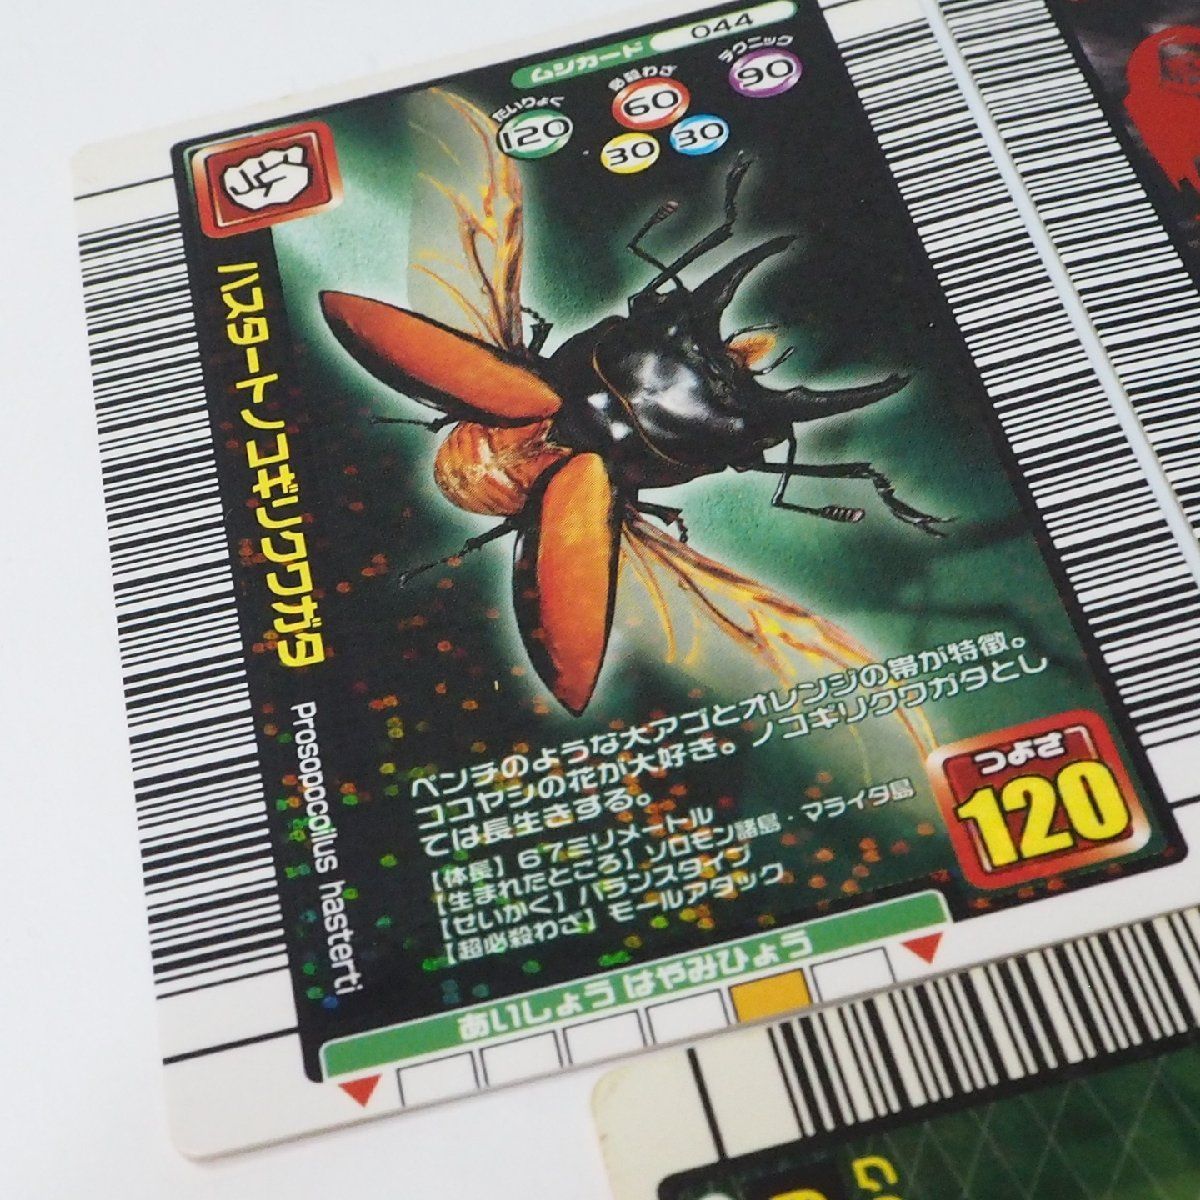 ムシカード 044
たいりょく 120
必殺わざ 60
30 30
テクニック 90
ハスタートノコギリクワガタ
Prosopocoilus hasterti
ペンチのような大アゴとオレンジの帯が特徴。
ココヤシの花が大好き。ノコギリクワガタとし
ては長生きする。
【体長】67ミリメートル
【生まれたところ】ソロモン諸島・マライタ島
【せいかく】バランスタイプ
【超必殺わざ】モールアタック
つよさ
120
あいしょうはやみひょう